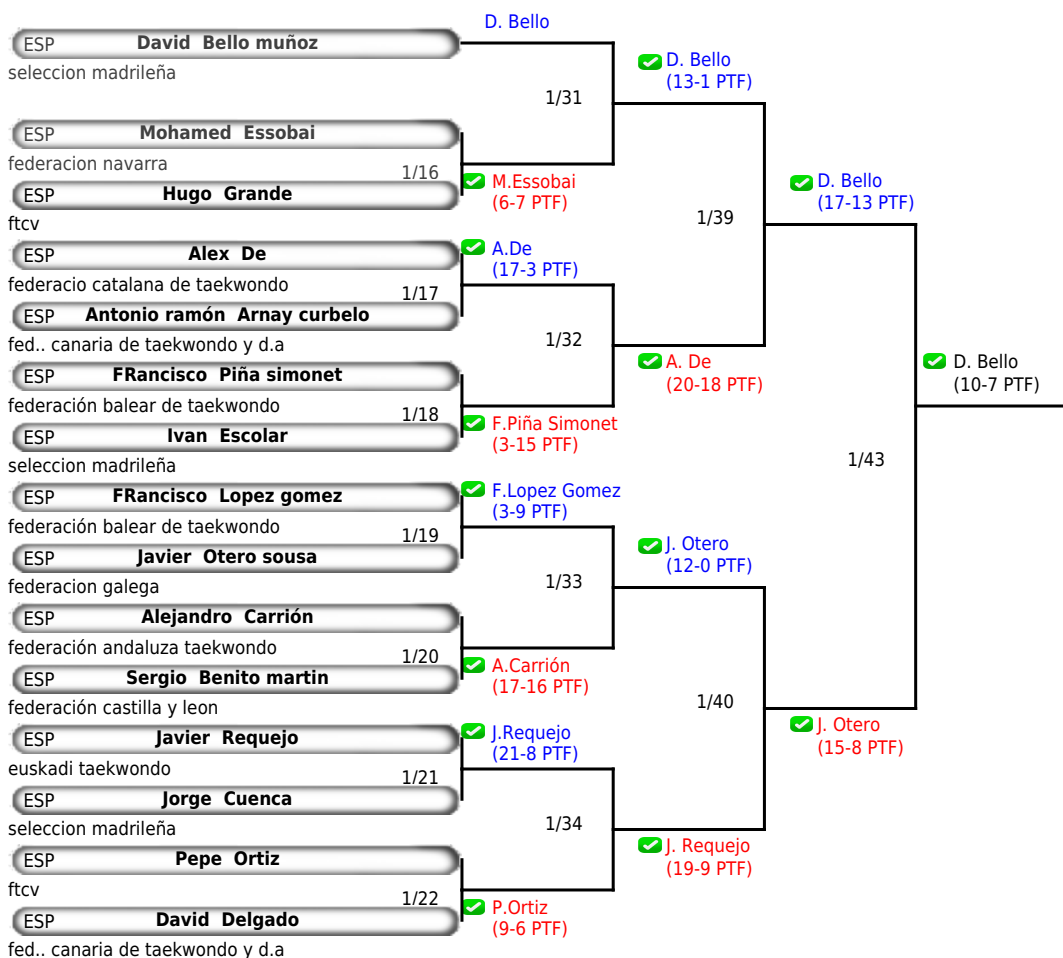 D. Bello
ESP David Bello muñoz
seleccion madrileña
D. Bello
(13-1 PTF)
1/31
ESP Mohamed Essobai
federacion navarra
1/16
M.Essobai
(6-7 PTF)
ESP Hugo Grande
ftcv
D. Bello
(17-13 PTF)
1/39
ESP Alex De
federacio catalana de taekwondo
A.De
(17-3 PTF)
1/17
ESP Antonio ramón Arnay curbelo
fed.. canaria de taekwondo y d.a
1/32
A. De
(20-18 PTF)
D. Bello
(10-7 PTF)
ESP FRancisco Piña simonet
federación balear de taekwondo
1/18
F.Piña Simonet
(3-15 PTF)
ESP Ivan Escolar
seleccion madrileña
1/43
ESP FRancisco Lopez gomez
federación balear de taekwondo
F.Lopez Gomez
(3-9 PTF)
1/19
ESP Javier Otero sousa
federacion galega
J. Otero
(12-0 PTF)
1/33
ESP Alejandro Carrión
federación andaluza taekwondo
1/20
A.Carrión
(17-16 PTF)
ESP Sergio Benito martin
federación castilla y leon
1/40
J. Otero
(15-8 PTF)
ESP Javier Requejo
euskadi taekwondo
J.Requejo
(21-8 PTF)
1/21
ESP Jorge Cuenca
seleccion madrileña
1/34
J. Requejo
(19-9 PTF)
ESP Pepe Ortiz
ftcv
1/22
P.Ortiz
(9-6 PTF)
ESP David Delgado
fed.. canaria de taekwondo y d.a